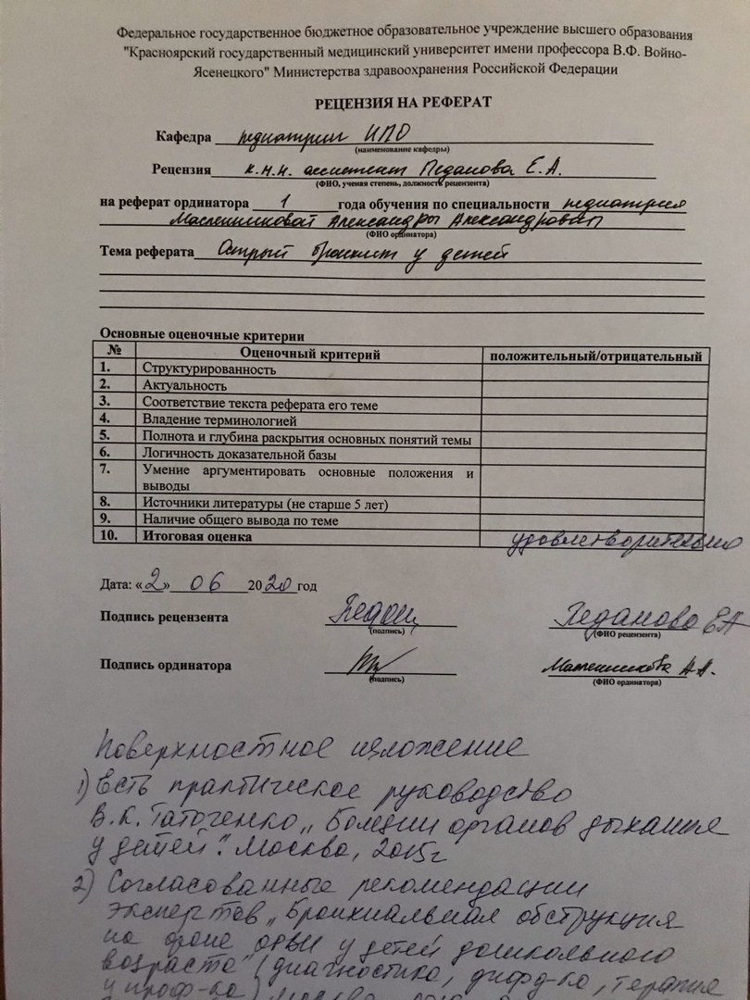 Федеральное государственное бюджетное образовательное учреждение высшего образования
"Красноярский государственный медицинский университет имени профессора В.Ф. Войно-
Ясенецкого" Министерства здравоохранения Российской Федерации
РЕЦЕНЗИЯ НА РЕФЕРАТ
Кафедра педиатрии ИПО
(наименование кафедры)
Рецензия к.м.н. ассистент Педанова Е.А.
(ФИО, ученая степень, должность рецензента)
на реферат ординатора 1 года обучения по специальности педиатрия
Масленниковой Александры Александровны
(ФИО ординатора)
Тема реферата Острый бронхит у детей
Основные оценочные критерии
№ Оценочный критерий положительный/отрицательный
1. Структурированность
2. Актуальность
3. Соответствие текста реферата его теме
4. Владение терминологией
5. Полнота и глубина раскрытия основных понятий темы
6. Логичность доказательной базы
7. Умение аргументировать основные положения и
выводы
8. Источники литературы (не старше 5 лет)
9. Наличие общего вывода по теме
10. Итоговая оценка удовлетворительно
Дата: «2» 06 2020 год
Подпись рецензента Педан Педанова ЕА
(подпись) (ФИО рецензента)
Подпись ординатора Масленникова А.А.
(подпись) (ФИО ординатора)
Поверхностное изложение
1) Есть практическое руководство
В.К. Таточенко „Болезни органов дыхания
у детей". Москва, 2015г
2) Согласованные рекомендации
экспертов „Бронхиальная обструкция
на фоне ОРВИ у детей дошкольного
возраста" (диагностика, дифд-ка, терапия
и проф-ка)